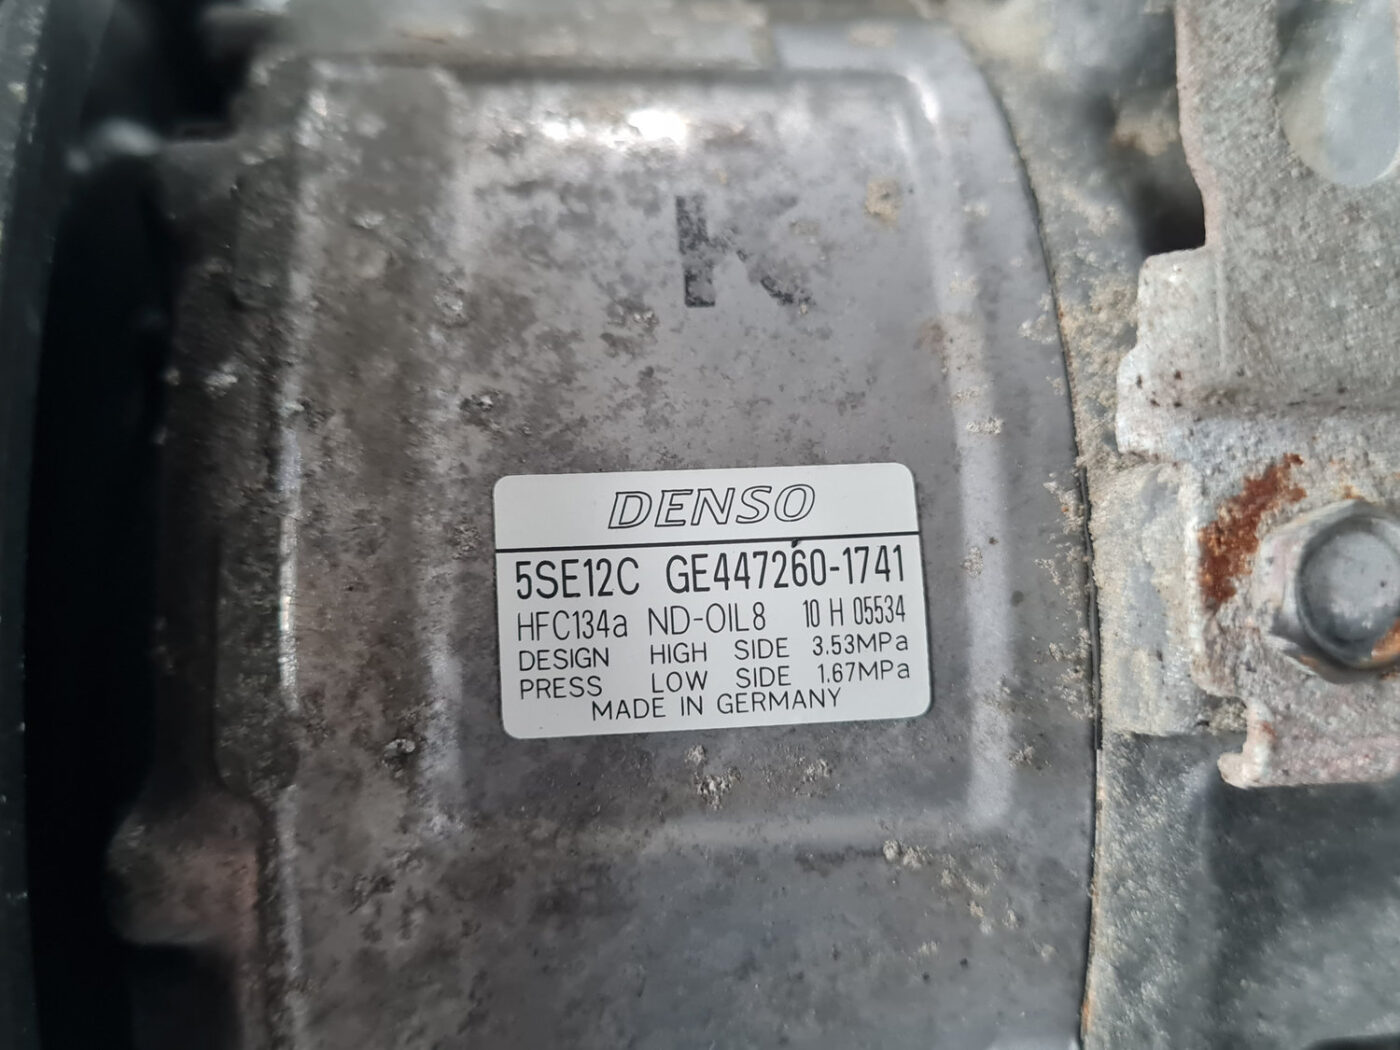 K
DENSO
5SE12C GE447260-1741
HFC134a ND-OIL8 10 H 05534
DESIGN HIGH SIDE 3.53MPa
PRESS LOW SIDE 1.67MPa
MADE IN GERMANY